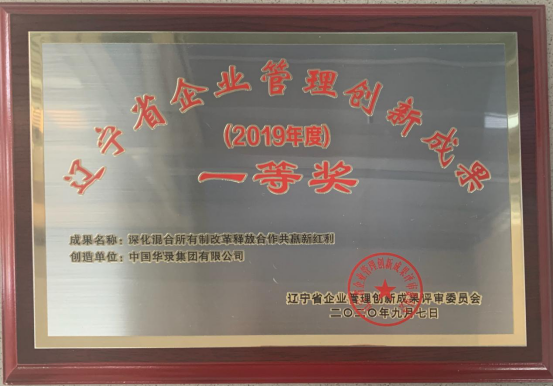 辽宁省企业管理创新成果
(2019年度)
一等奖
成果名称：深化混合所有制改革释放合作共赢新红利
创造单位：中国华录集团有限公司
辽宁省企业管理创新成果评审委员会
二〇二〇年九月七日